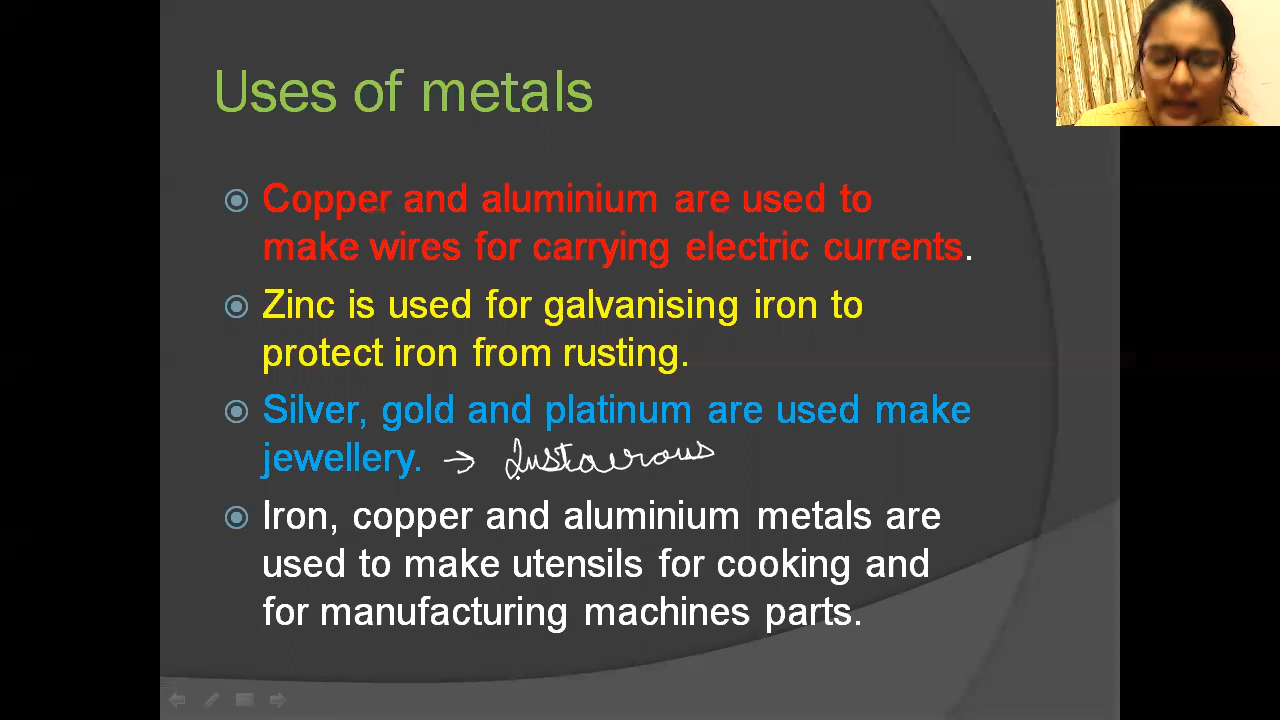 Uses of metals
Copper and aluminium are used to
make wires for carrying electric currents.
Zinc is used for galvanising iron to
protect iron from rusting.
Silver, gold and platinum are used make
jewellery. →
Iron, copper and aluminium metals are
used to make utensils for cooking and
for manufacturing machines parts.